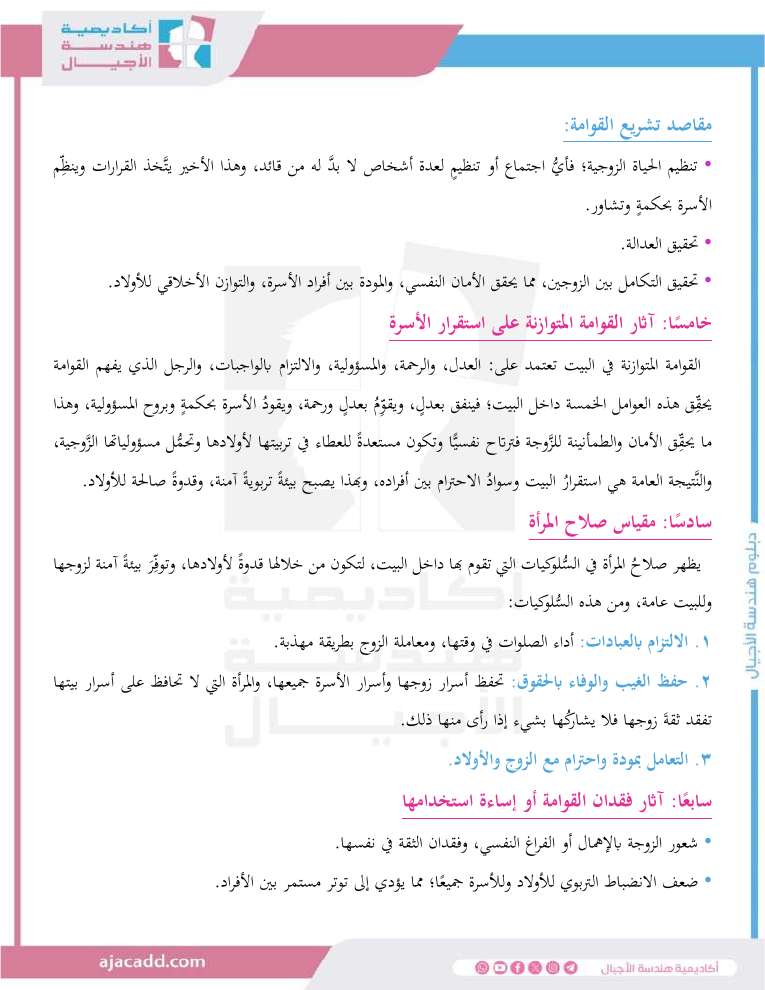 أكاديمية
هندسة
الأجيال
مقاصد تشريع القوامة:
• تنظيم الحياة الزوجية؛ فأيُّ اجتماع أو تنظيمٍ لعدة أشخاص لا بدَّ له من قائد، وهذا الأخير يتَّخذ القرارات وينظِّم
الأسرة بحكمةٍ وتشاور.
• تحقيق العدالة.
• تحقيق التكامل بين الزوجين، مما يحقق الأمان النفسي، والمودة بين أفراد الأسرة، والتوازن الأخلاقي للأولاد.
خامسًا: آثار القوامة المتوازنة على استقرار الأسرة
القوامة المتوازنة في البيت تعتمد على: العدل، والرحمة، والمسؤولية، والالتزام بالواجبات، والرجل الذي يفهم القوامة
يحقِّق هذه العوامل الخمسة داخل البيت؛ فينفق بعدلٍ، ويقوِّمُ بعدلٍ ورحمة، ويقودُ الأسرة بحكمةٍ وبروح المسؤولية، وهذا
ما يحقِّق الأمان والطمأنينة للزَّوجة فترتاح نفسيًّا وتكون مستعدةً للعطاء في تربيتها لأولادها وتحمُّل مسؤولياتها الزَّوجية،
والنَّتيجة العامة هي استقرارُ البيت وسوادُ الاحترام بين أفراده، وبهذا يصبح بيئةً تربويةً آمنة، وقدوةً صالحة للأولاد.
سادسًا: مقياس صلاح المرأة
يظهر صلاحُ المرأة في السُّلوكيات التي تقوم بها داخل البيت، لتكون من خلالها قدوةً لأولادها، وتوفِّرَ بيئةً آمنة لزوجها
وللبيت عامة، ومن هذه السُّلوكيات:
١. الالتزام بالعبادات: أداء الصلوات في وقتها، ومعاملة الزوج بطريقة مهذبة.
٢. حفظ الغيب والوفاء بالحقوق: تحفظ أسرار زوجها وأسرار الأسرة جميعها، والمرأة التي لا تحافظ على أسرار بيتها
تفقد ثقةَ زوجها فلا يشاركُها بشيء إذا رأى منها ذلك.
٣. التعامل بمودة واحترام مع الزوج والأولاد.
سابعًا: آثار فقدان القوامة أو إساءة استخدامها
• شعور الزوجة بالإهمال أو الفراغ النفسي، وفقدان الثقة في نفسها.
• ضعف الانضباط التربوي للأولاد وللأسرة جميعًا؛ مما يؤدي إلى توتر مستمر بين الأفراد.
دبلوم هندسة الأجيال
أكاديمية هندسة الأجيال
ajacadd.com